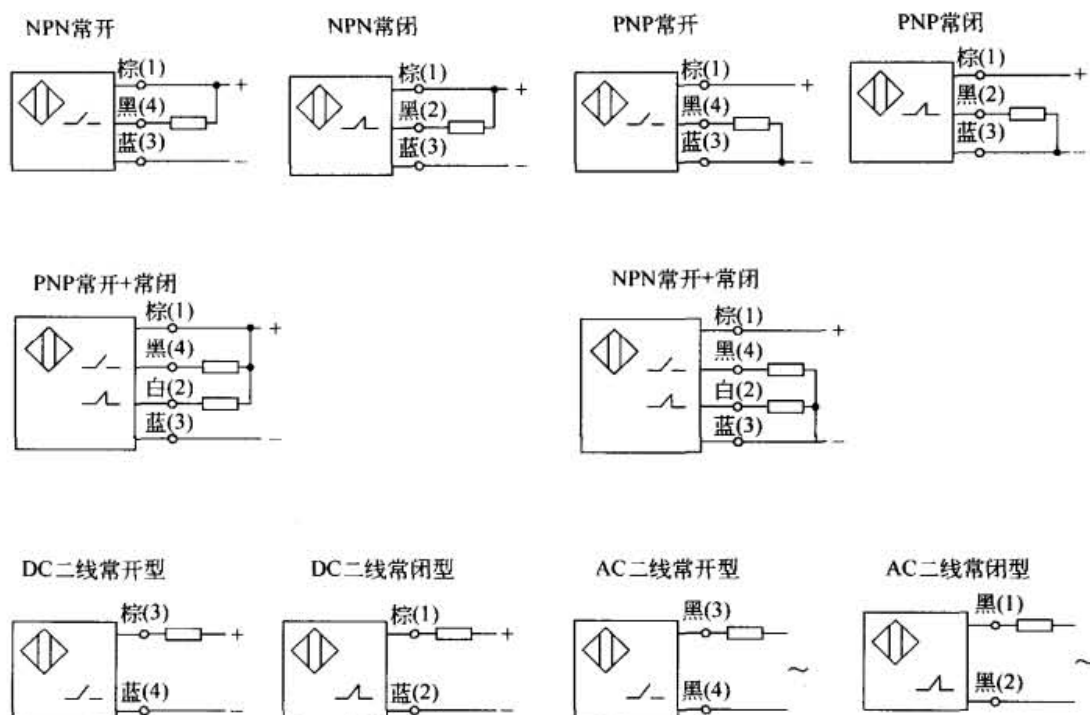 NPN常开
棕(1)
+
黑(4)
蓝(3)
−
NPN常闭
棕(1)
+
黑(2)
蓝(3)
−
PNP常开
棕(1)
+
黑(4)
蓝(3)
−
PNP常闭
棕(1)
+
黑(2)
蓝(3)
−
PNP常开+常闭
棕(1)
+
黑(4)
白(2)
蓝(3)
−
NPN常开+常闭
棕(1)
+
黑(4)
白(2)
蓝(3)
−
DC二线常开型
棕(3)
+
蓝(4)
−
DC二线常闭型
棕(1)
+
蓝(2)
−
AC二线常开型
黑(3)
~
黑(4)
AC二线常闭型
黑(1)
~
黑(2)